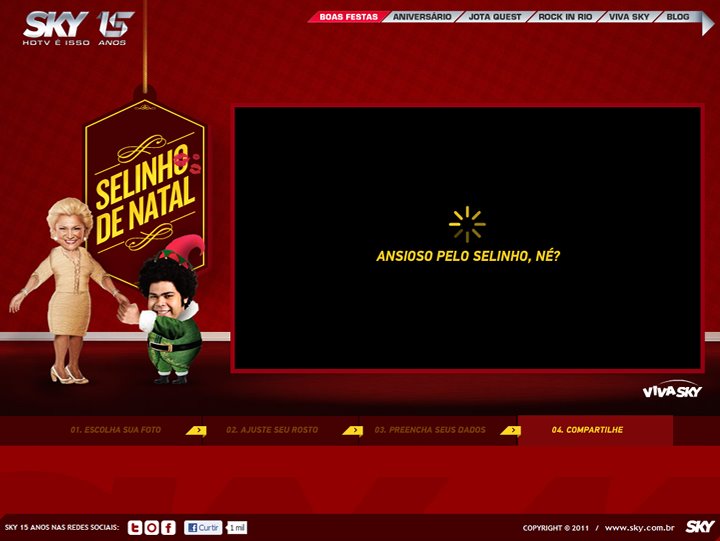 SKY 15
HDTV É ISSO ANOS
BOAS FESTAS
ANIVERSÁRIO
JOTA QUEST
ROCK IN RIO
VIVA SKY
BLOG
SELINHO
DE NATAL
ANSIOSO PELO SELINHO, NÉ?
VIVA SKY
01. ESCOLHA SUA FOTO
02. AJUSTE SEU ROSTO
03. PREENCHA SEUS DADOS
04. COMPARTILHE
SKY 15 ANOS NAS REDES SOCIAIS:
Curtir
1 mil
COPYRIGHT © 2011 / www.sky.com.br
SKY